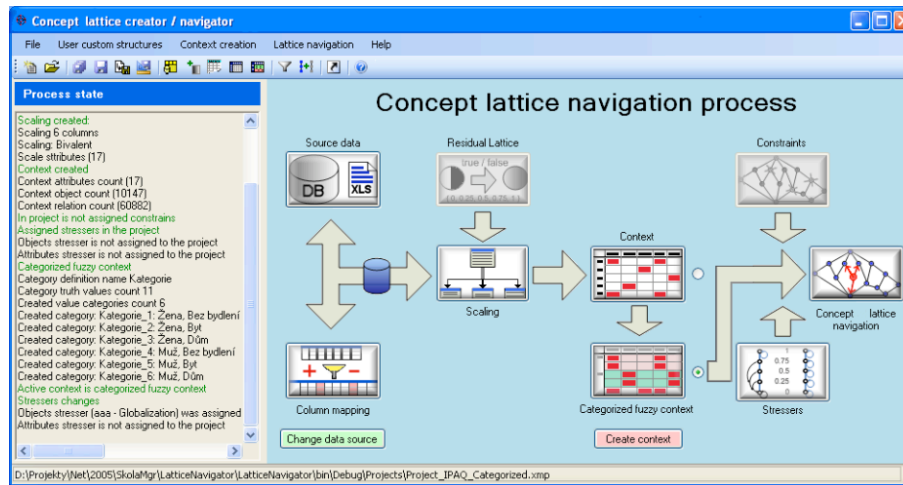 Concept lattice creator / navigator
File User custom structures Context creation Lattice navigation Help
Process state
Scaling created:
Scaling 6 columns
Scaling: Bivalent
Scale sttributes (17)
Context created
Context attributes count (17)
Context object count (10147)
Context relation count (60882)
In project is not assigned constrains
Assigned stressers in the project
Objects stresser is not assigned to the project
Attributes stresser is not assigned to the project
Categorized fuzzy context
Category definition name Kategorie
Category truth values count 11
Created value categories count 6
Created category: Kategorie_1: Žena, Bez bydlení
Created category: Kategorie_2: Žena, Byt
Created category: Kategorie_3: Žena, Dům
Created category: Kategorie_4: Muž, Bez bydlení
Created category: Kategorie_5: Muž, Byt
Created category: Kategorie_6: Muž, Dům
Active context is categorized fuzzy context
Stressers changes
Objects stresser (aaa - Globalization) was assigned
Attributes stresser is not assigned to the project
Concept lattice navigation process
Source data
DB
XLS
Residual Lattice
true / false
Constraints
Context
Scaling
Concept lattice
navigation
Column mapping
Categorized fuzzy context
1
0.75
0.5
0.25
0
Stressers
Change data source
Create context
D:\Projekty\Net\2005\SkolaMgr\LatticeNavigator\LatticeNavigator\bin\Debug\Projects\Project_IPAQ_Categorized.xmp